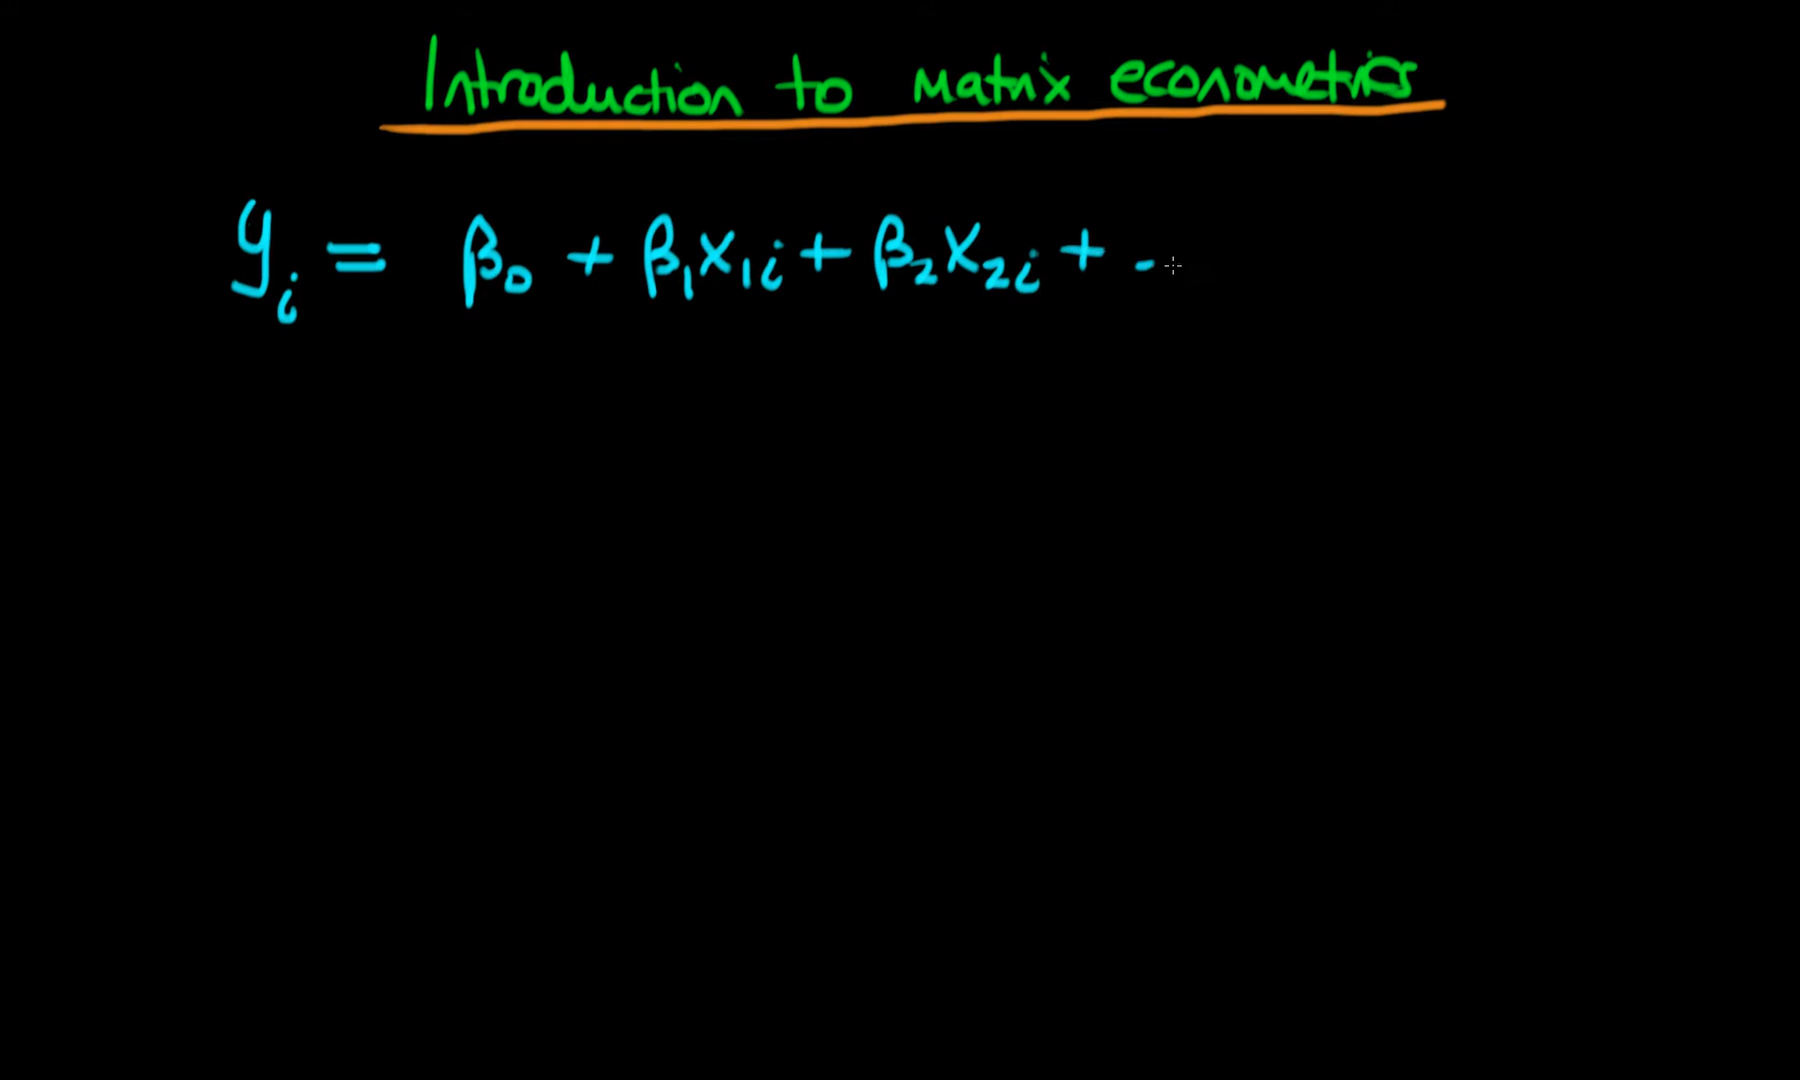 Introduction to matrix econometrics
yᵢ = β₀ + β₁x₁ᵢ + β₂x₂ᵢ + .